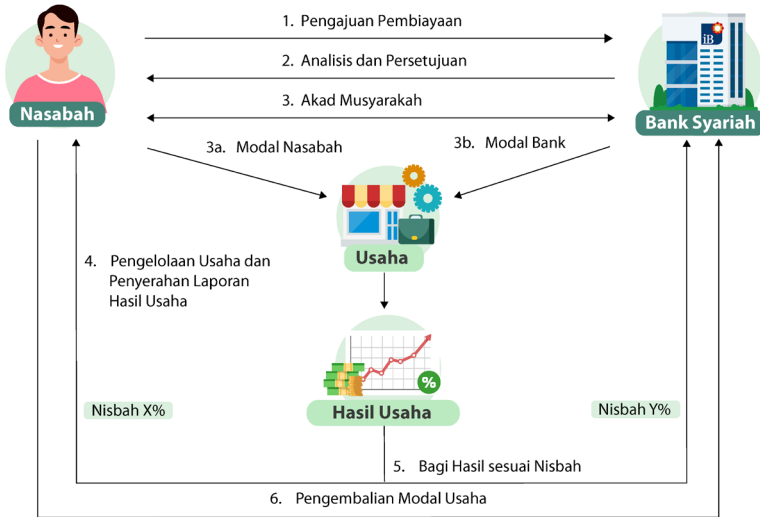 1. Pengajuan Pembiayaan
iB
2. Analisis dan Persetujuan
3. Akad Musyarakah
Nasabah
Bank Syariah
3a. Modal Nasabah
3b. Modal Bank
Usaha
4. Pengelolaan Usaha dan
Penyerahan Laporan
Hasil Usaha
%
Nisbah X%
Hasil Usaha
Nisbah Y%
5. Bagi Hasil sesuai Nisbah
6. Pengembalian Modal Usaha